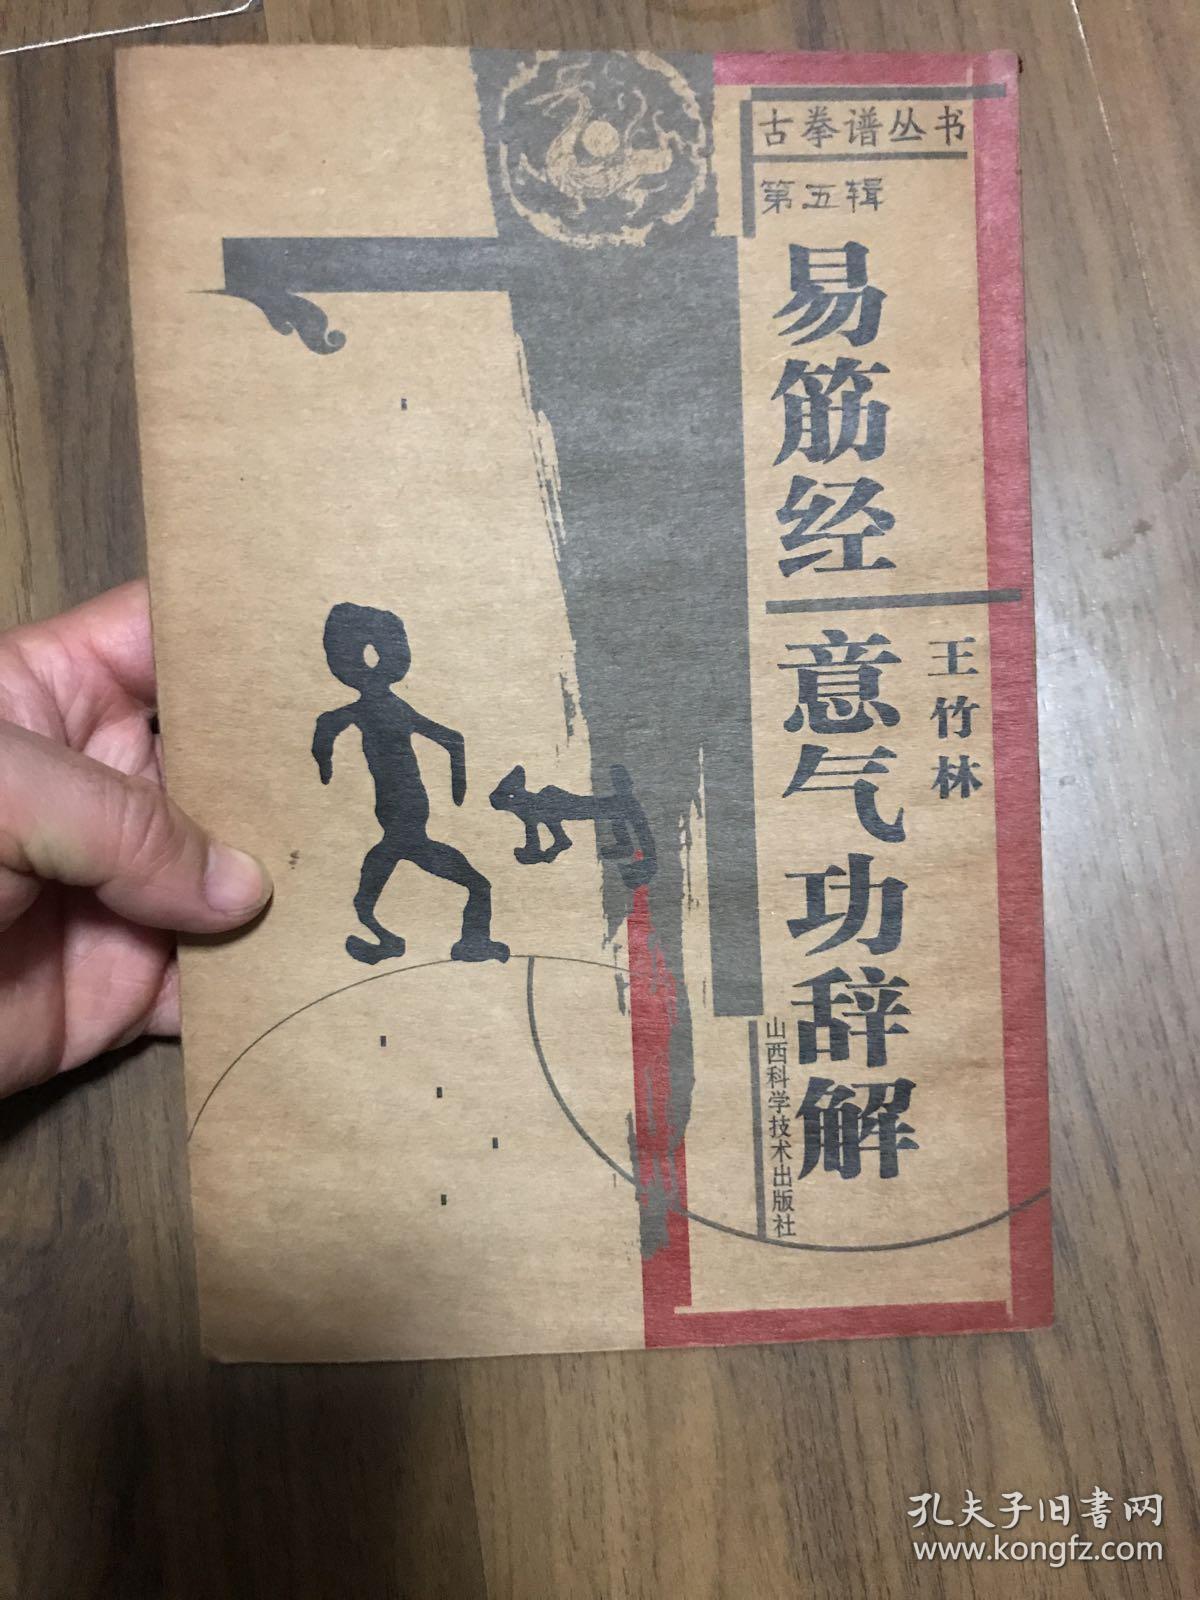 古拳谱丛书
第五辑
易筋经
意气功辞解
王竹林
山西科学技术出版社
孔夫子旧书网
www.kongfz.com